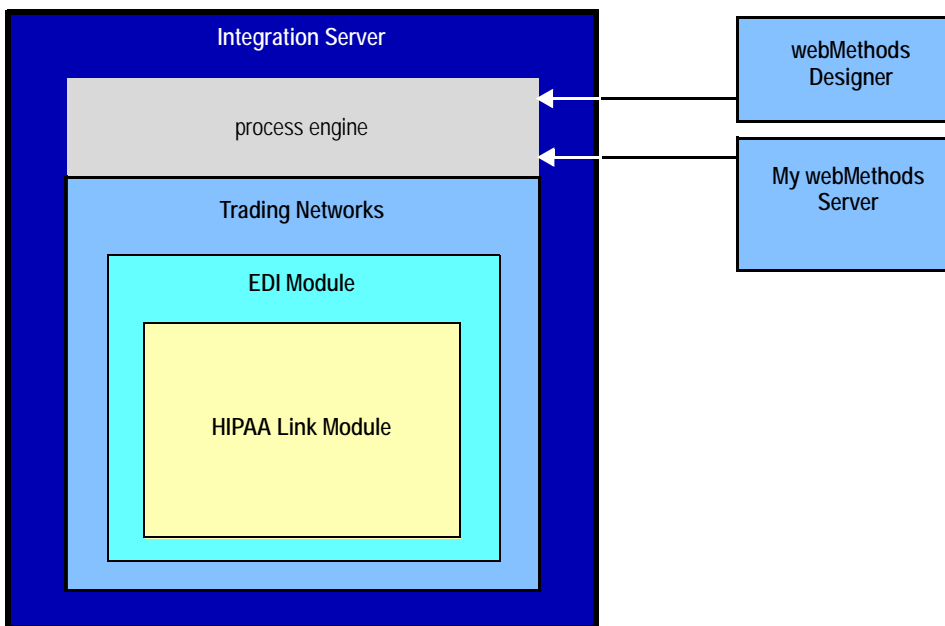 Integration Server
process engine
Trading Networks
EDI Module
HIPAA Link Module
webMethods
Designer
My webMethods
Server